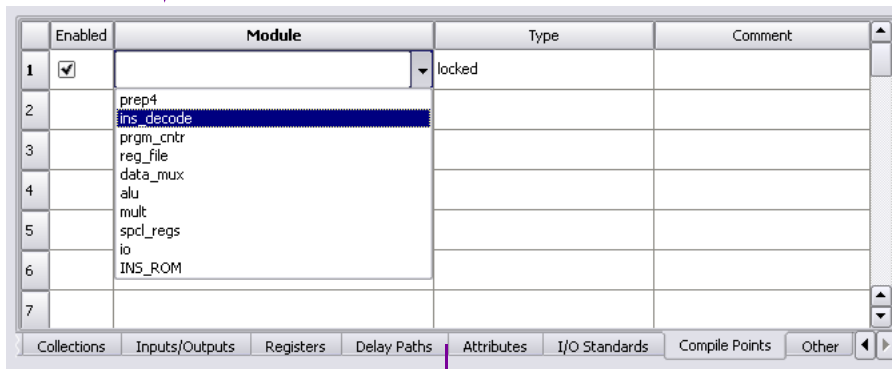 Enabled Module Type Comment
1 locked
prep4
2 ins_decode
prgm_cntr
3 reg_file
data_mux
4 alu
mult
5 spcl_regs
io
6 INS_ROM
7
Collections Inputs/Outputs Registers Delay Paths Attributes I/O Standards Compile Points Other